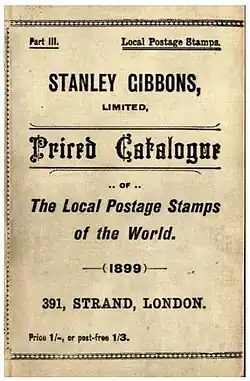 Part III. Local Postage Stamps.
STANLEY GIBBONS,
LIMITED,
Priced Catalogue
.. OF ..
The Local Postage Stamps
of the World.
(1899)
391, STRAND, LONDON.
Price 1/-, or post-free 1/3.